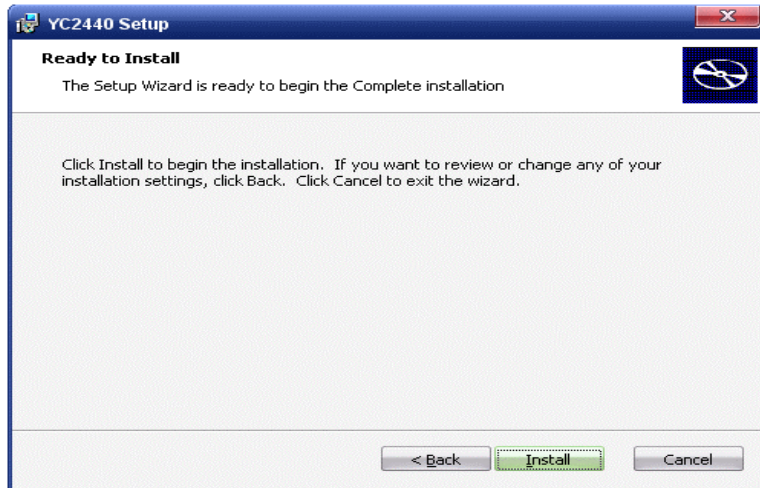 YC2440 Setup
Ready to Install
The Setup Wizard is ready to begin the Complete installation
Click Install to begin the installation. If you want to review or change any of your
installation settings, click Back. Click Cancel to exit the wizard.
< Back Install Cancel